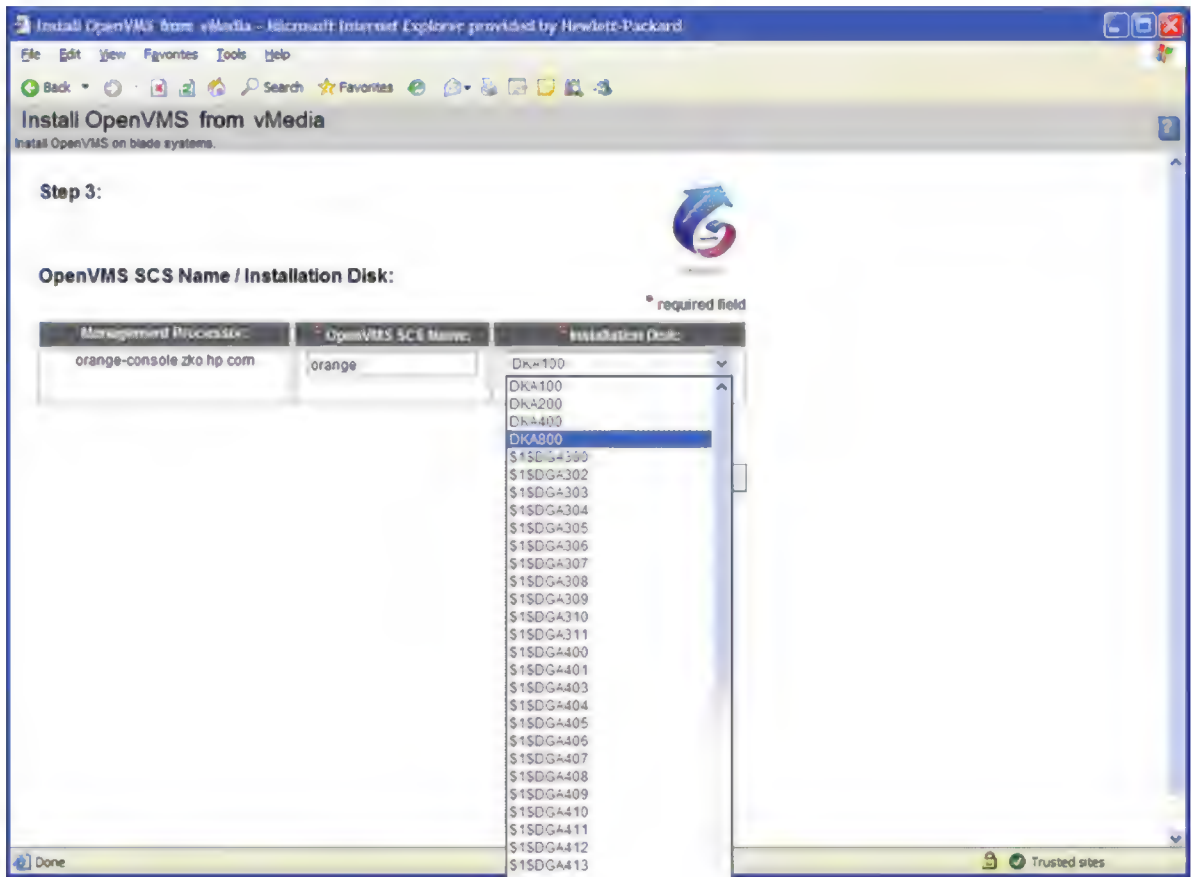 Install OpenVMS from vMedia - Microsoft Internet Explorer provided by Hewlett-Packard
File Edit View Favorites Tools Help
Back Search Favorites
Install OpenVMS from vMedia
Install OpenVMS on blade systems.
Step 3:
OpenVMS SCS Name / Installation Disk:
* required field
Management Processor: * OpenVMS SCS Name: * Installation Disk:
orange-console.zko.hp.com orange DKA100
DKA100
DKA200
DKA400
DKA800
$1$DGA300
$1$DGA302
$1$DGA303
$1$DGA304
$1$DGA305
$1$DGA306
$1$DGA307
$1$DGA308
$1$DGA309
$1$DGA310
$1$DGA311
$1$DGA400
$1$DGA401
$1$DGA403
$1$DGA404
$1$DGA405
$1$DGA406
$1$DGA407
$1$DGA408
$1$DGA409
$1$DGA410
$1$DGA411
$1$DGA412
$1$DGA413
Done Trusted sites